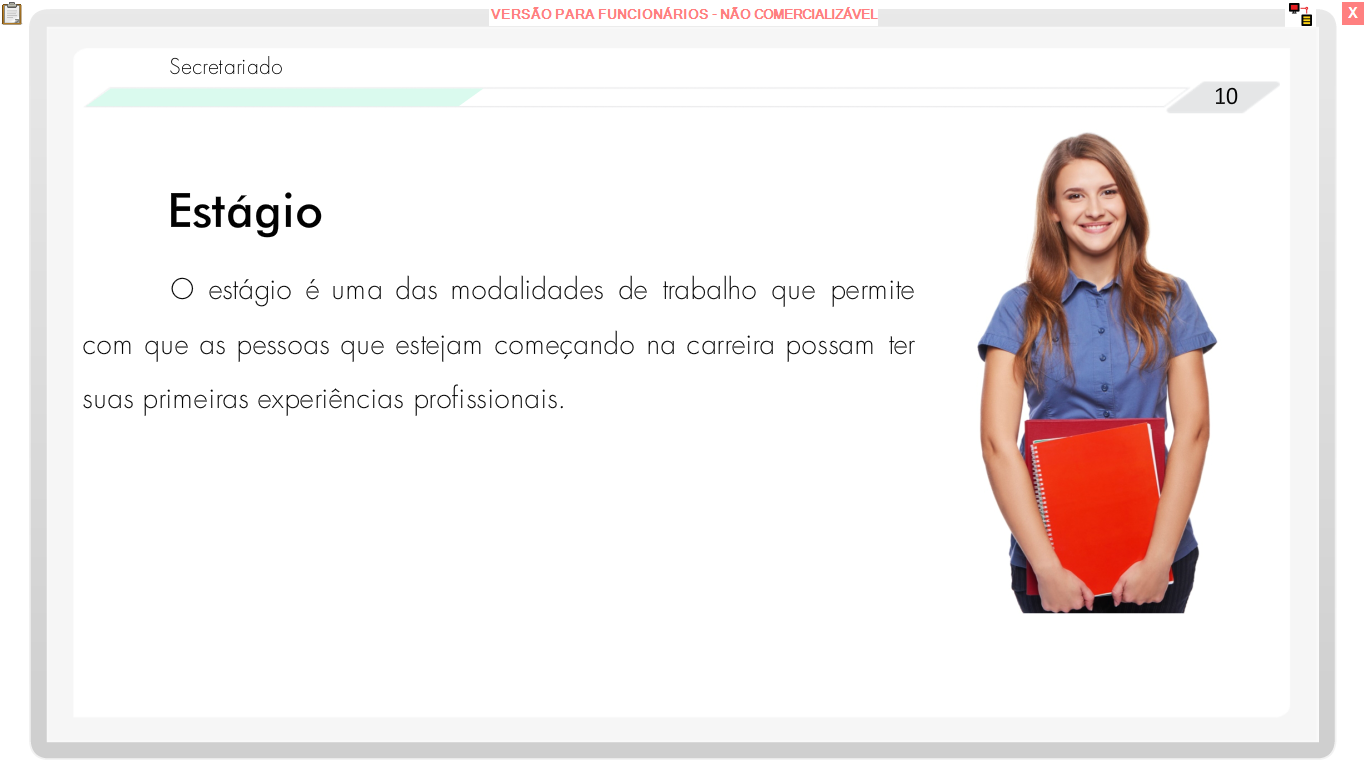 VERSÃO PARA FUNCIONÁRIOS - NÃO COMERCIALIZÁVEL
X
Secretariado
10
Estágio
O estágio é uma das modalidades de trabalho que permite
com que as pessoas que estejam começando na carreira possam ter
suas primeiras experiências profissionais.